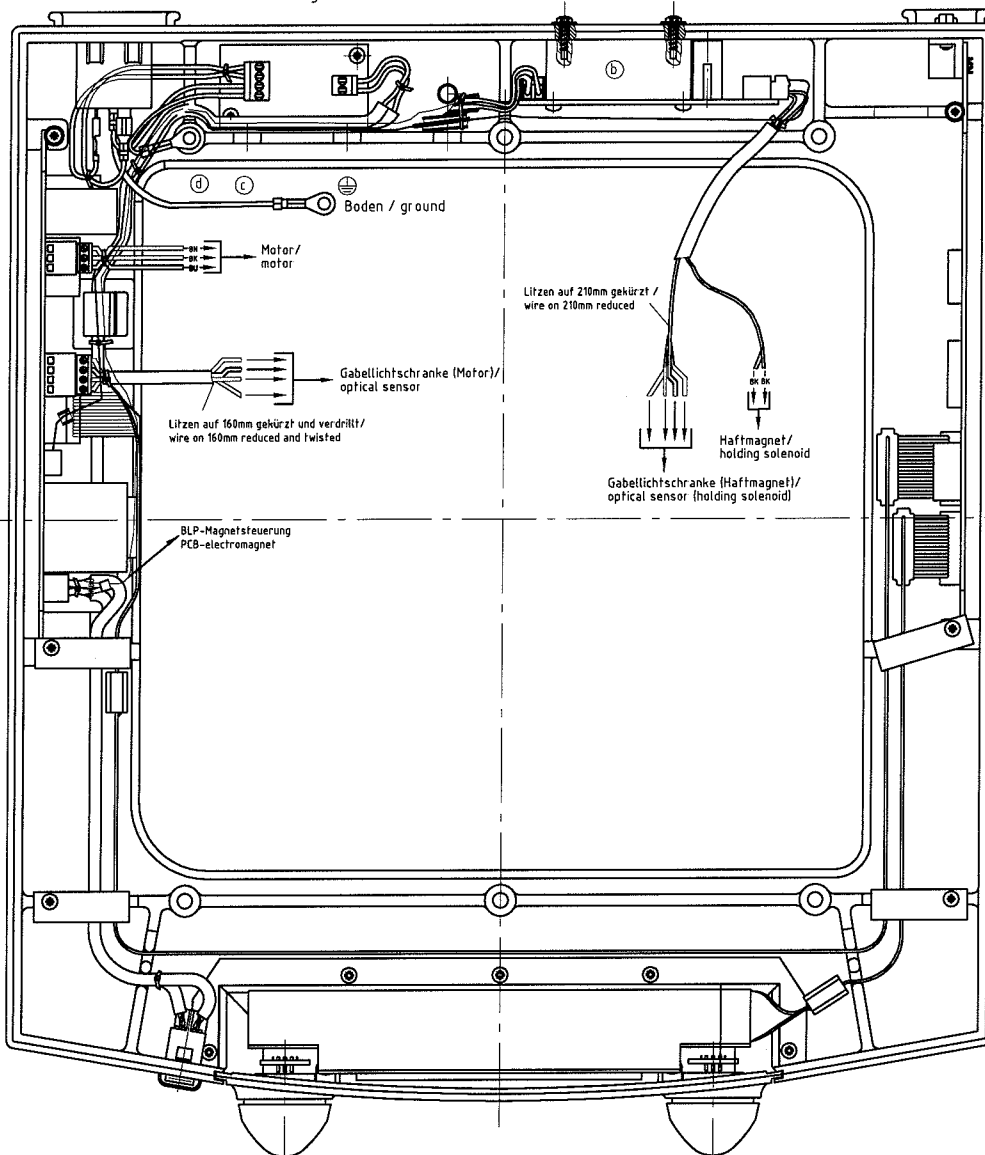 b
d c
Boden / ground
BN
BK
BU
Motor/
motor
Litzen auf 210mm gekürzt /
wire on 210mm reduced
Gabellichtschranke (Motor)/
optical sensor
BK BK
Litzen auf 160mm gekürzt und verdrillt/
wire on 160mm reduced and twisted
Haftmagnet/
holding solenoid
Gabellichtschranke (Haftmagnet)/
optical sensor (holding solenoid)
BLP-Magnetsteuerung
PCB-electromagnet